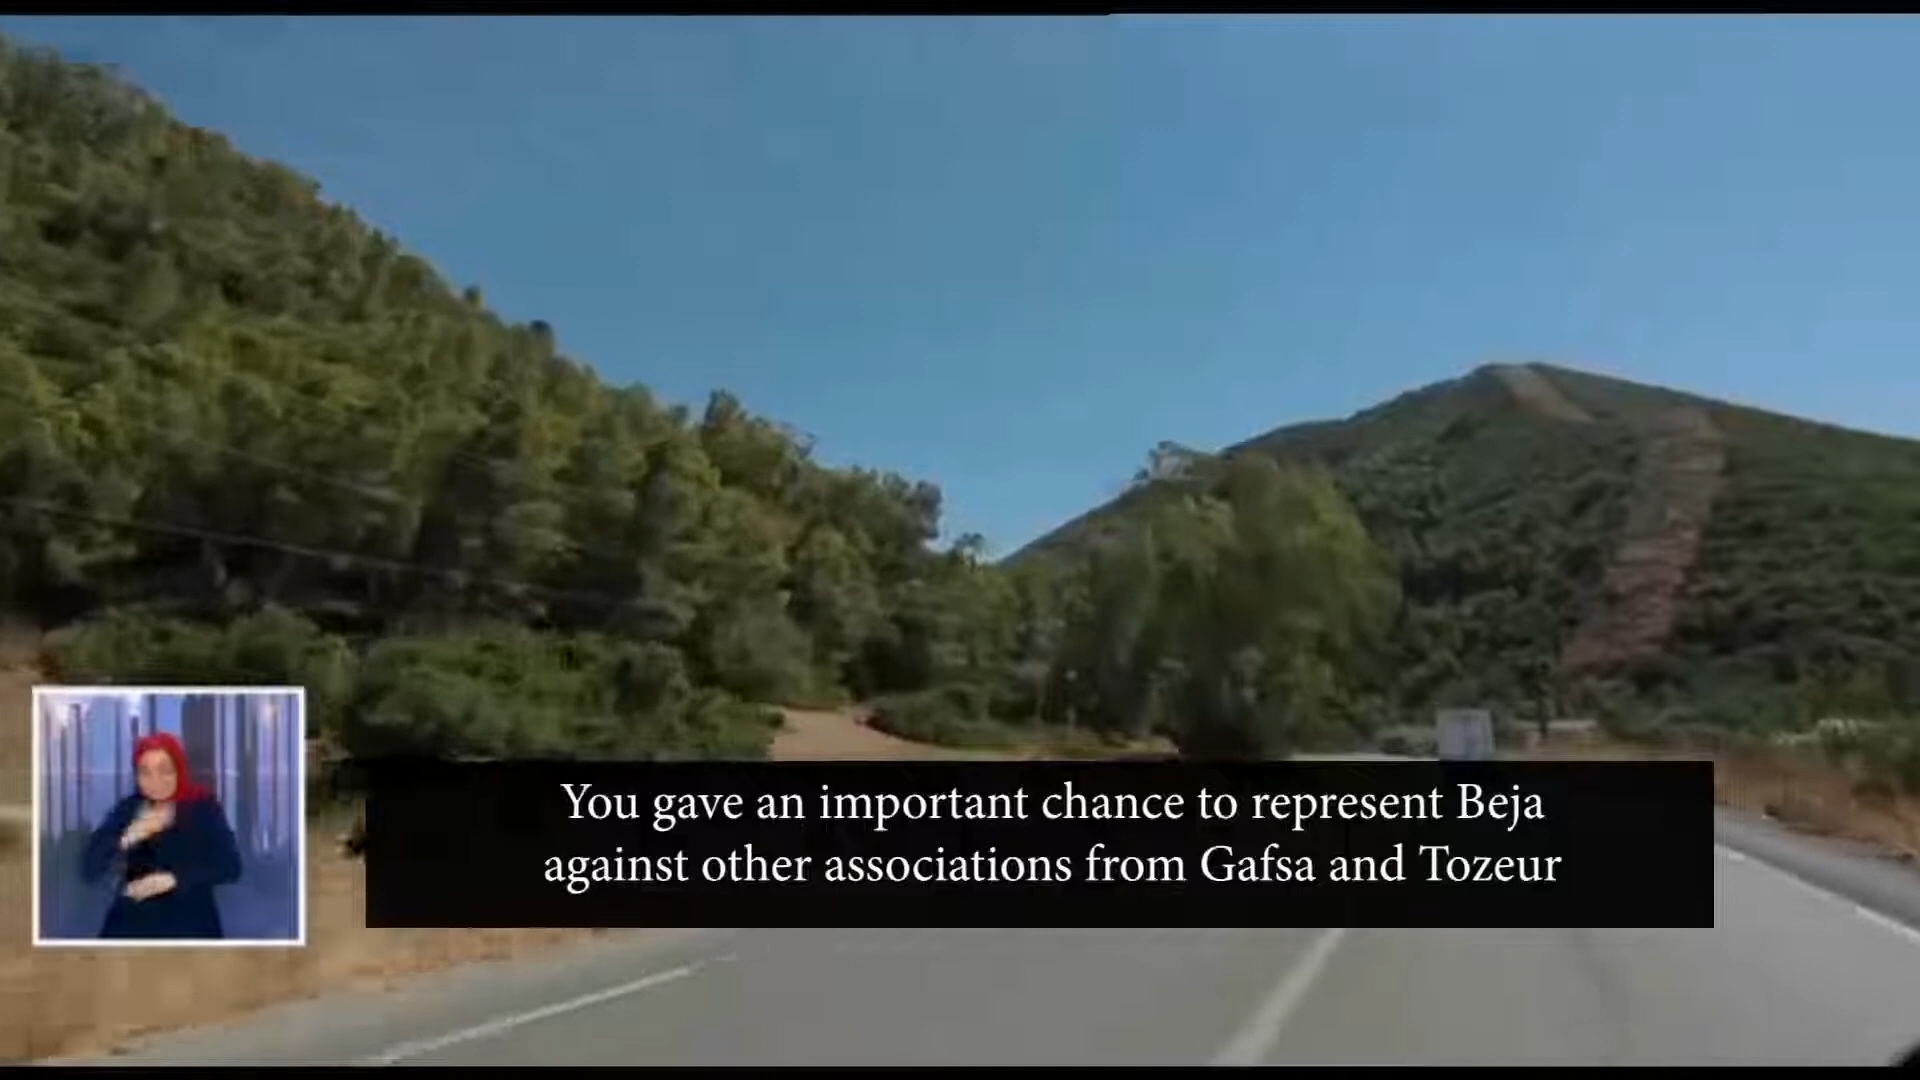 You gave an important chance to represent Beja
against other associations from Gafsa and Tozeur